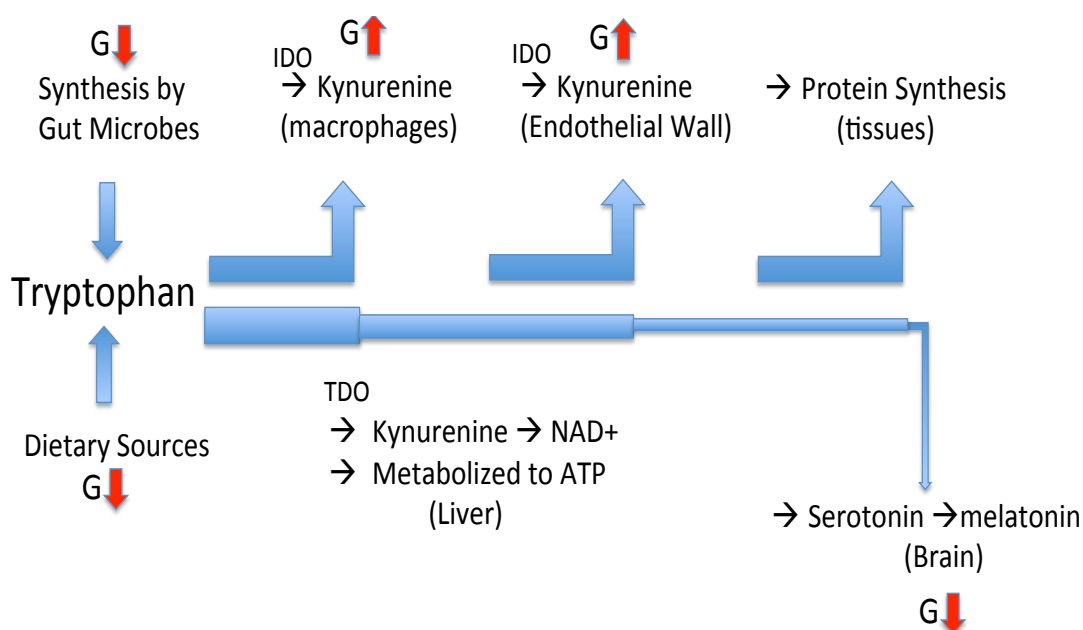 G
Synthesis by
Gut Microbes
G
IDO
→ Kynurenine
(macrophages)
G
IDO
→ Kynurenine
(Endothelial Wall)
→ Protein Synthesis
(tissues)
Tryptophan
Dietary Sources
G
TDO
→ Kynurenine → NAD+
→ Metabolized to ATP
(Liver)
→ Serotonin →melatonin
(Brain)
G